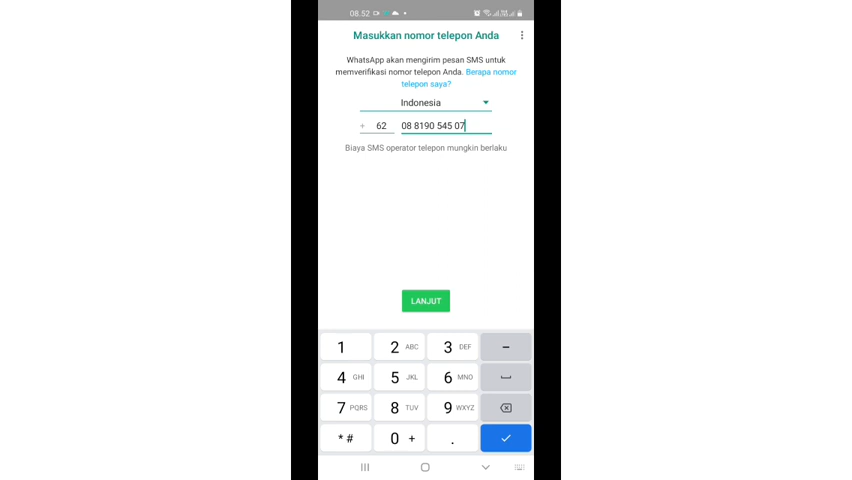 08.52
Masukkan nomor telepon Anda
WhatsApp akan mengirim pesan SMS untuk
memverifikasi nomor telepon Anda. Berapa nomor
telepon saya?
Indonesia
+ 62 08 8190 545 07
Biaya SMS operator telepon mungkin berlaku
LANJUT
1 2 ABC 3 DEF -
4 GHI 5 JKL 6 MNO
7 PQRS 8 TUV 9 WXYZ
* # 0 + .